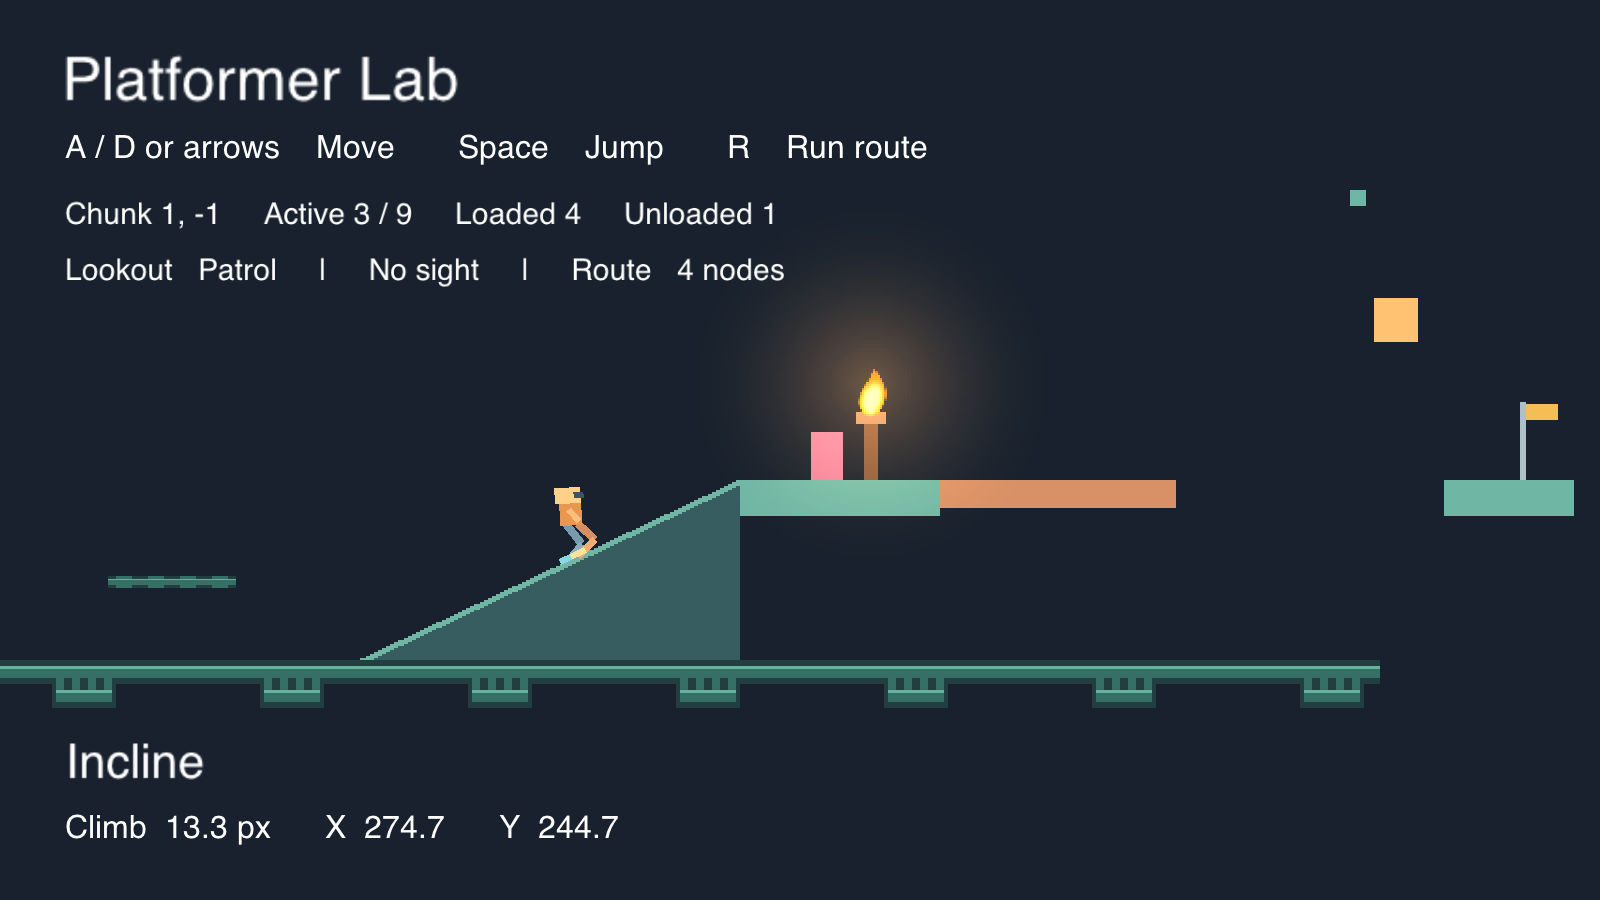 Platformer Lab
A / D or arrows Move Space Jump R Run route
Chunk 1, -1 Active 3 / 9 Loaded 4 Unloaded 1
Lookout Patrol | No sight | Route 4 nodes
Incline
Climb 13.3 px X 274.7 Y 244.7